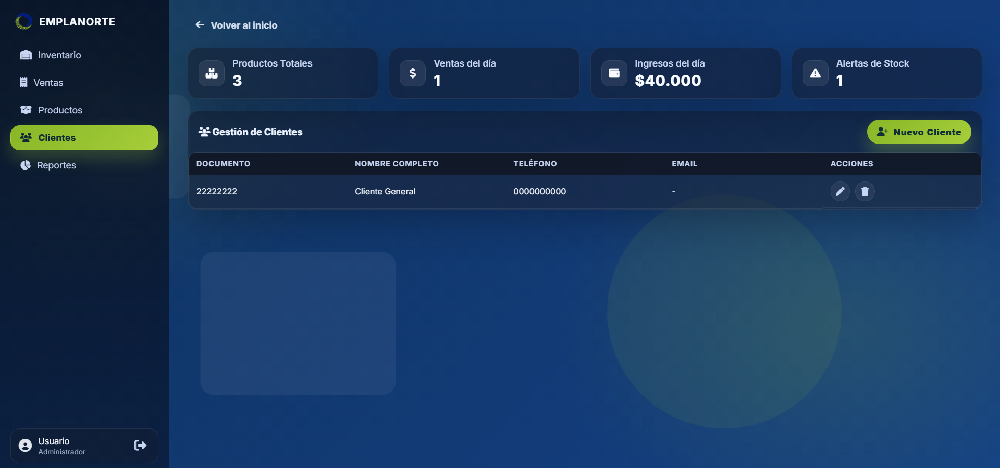 EMPLANORTE
Inventario
Ventas
Productos
Clientes
Reportes
Usuario
Administrador
Volver al inicio
Productos Totales
3
Ventas del día
1
Ingresos del día
$40.000
Alertas de Stock
1
Gestión de Clientes
Nuevo Cliente
DOCUMENTO NOMBRE COMPLETO TELÉFONO EMAIL ACCIONES
22222222 Cliente General 0000000000 -